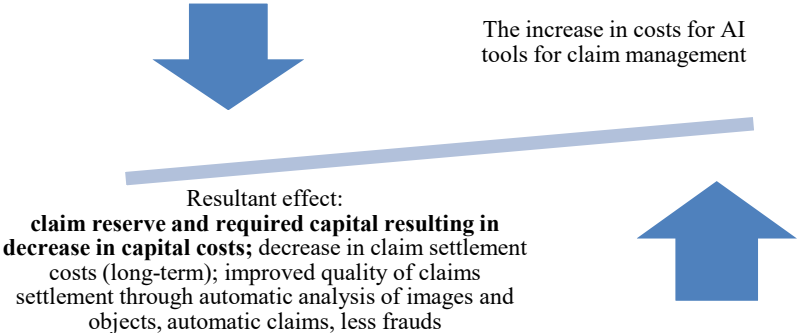 The increase in costs for AI
tools for claim management
Resultant effect:
claim reserve and required capital resulting in
decrease in capital costs; decrease in claim settlement
costs (long-term); improved quality of claims
settlement through automatic analysis of images and
objects, automatic claims, less frauds